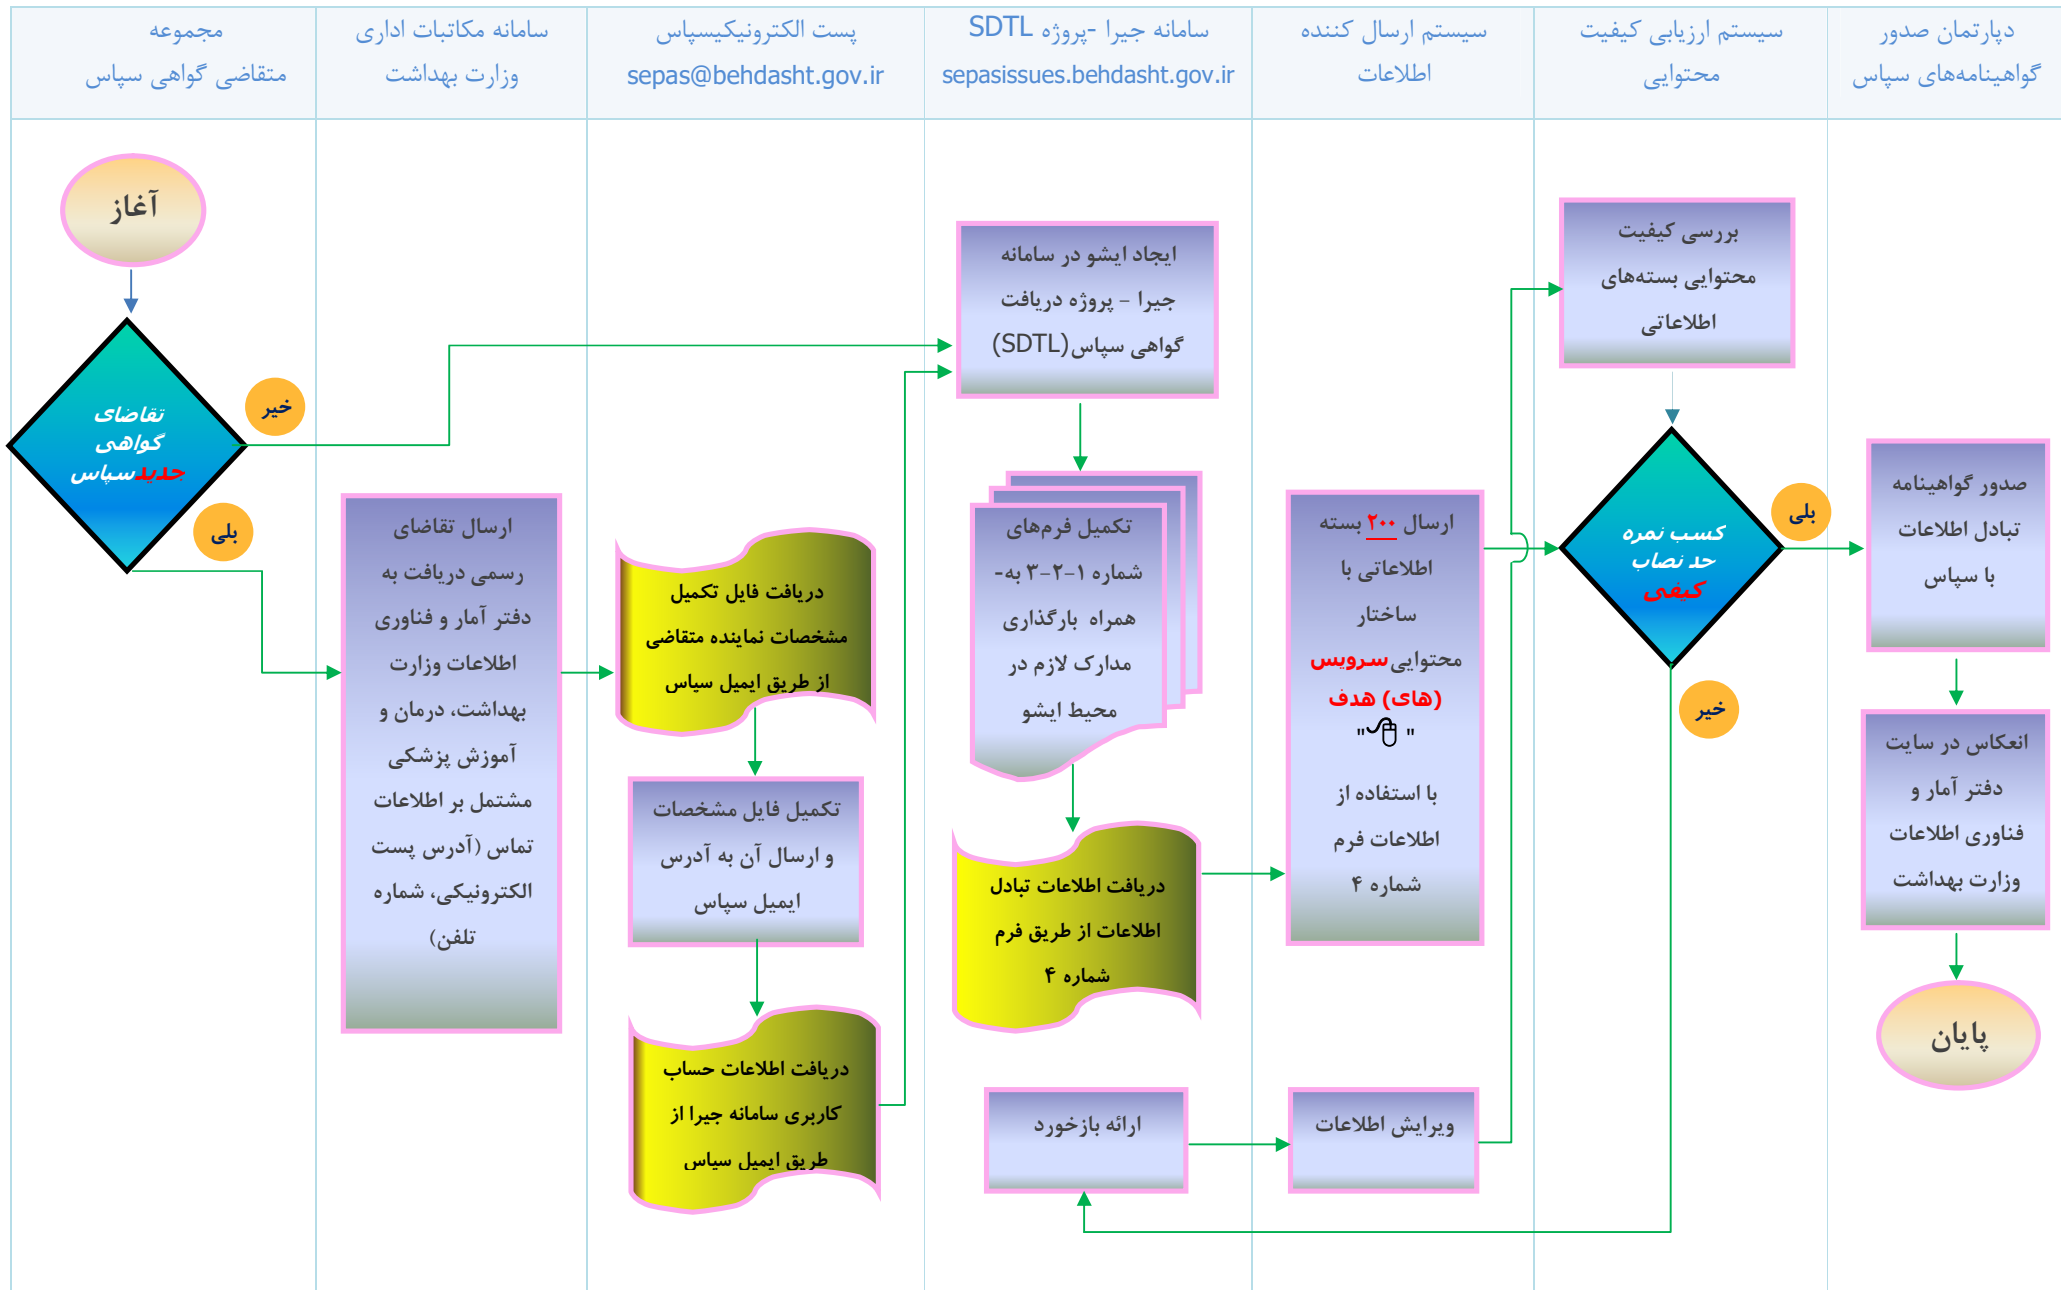 مجموعه
متقاضی گواهی سپاس
سامانه مکاتبات اداری
وزارت بهداشت
پست الکترونیکیسپاس
sepas@behdasht.gov.ir
سامانه جیرا -پروژه SDTL
sepasissues.behdasht.gov.ir
سیستم ارسال کننده
اطلاعات
سیستم ارزیابی کیفیت
محتوایی
دپارتمان صدور
گواهینامه‌های سپاس
آغاز
تقاضای
گواهی
جدیدسپاس
خیر
بلی
ارسال تقاضای
رسمی دریافت به
دفتر آمار و فناوری
اطلاعات وزارت
بهداشت، درمان و
آموزش پزشکی
مشتمل بر اطلاعات
تماس (آدرس پست
الکترونیکی، شماره
تلفن)
دریافت فایل تکمیل
مشخصات نماینده متقاضی
از طریق ایمیل سپاس
تکمیل فایل مشخصات
و ارسال آن به آدرس
ایمیل سپاس
دریافت اطلاعات حساب
کاربری سامانه جیرا از
طریق ایمیل سپاس
ایجاد ایشو در سامانه
جیرا – پروژه دریافت
گواهی سپاس(SDTL)
تکمیل فرم‌های
شماره ۱-۲-۳ به-
همراه بارگذاری
مدارک لازم در
محیط ایشو
دریافت اطلاعات تبادل
اطلاعات از طریق فرم
شماره ۴
ارائه بازخورد
ارسال ۲۰۰ بسته
اطلاعاتی با
ساختار
محتوایی سرویس
(های) هدف
" 🖰"
با استفاده از
اطلاعات فرم
شماره ۴
ویرایش اطلاعات
بررسی کیفیت
محتوایی بسته‌های
اطلاعاتی
کسب نمره
حد نصاب
کیفی
بلی
خیر
صدور گواهینامه
تبادل اطلاعات
با سپاس
انعکاس در سایت
دفتر آمار و
فناوری اطلاعات
وزارت بهداشت
پایان